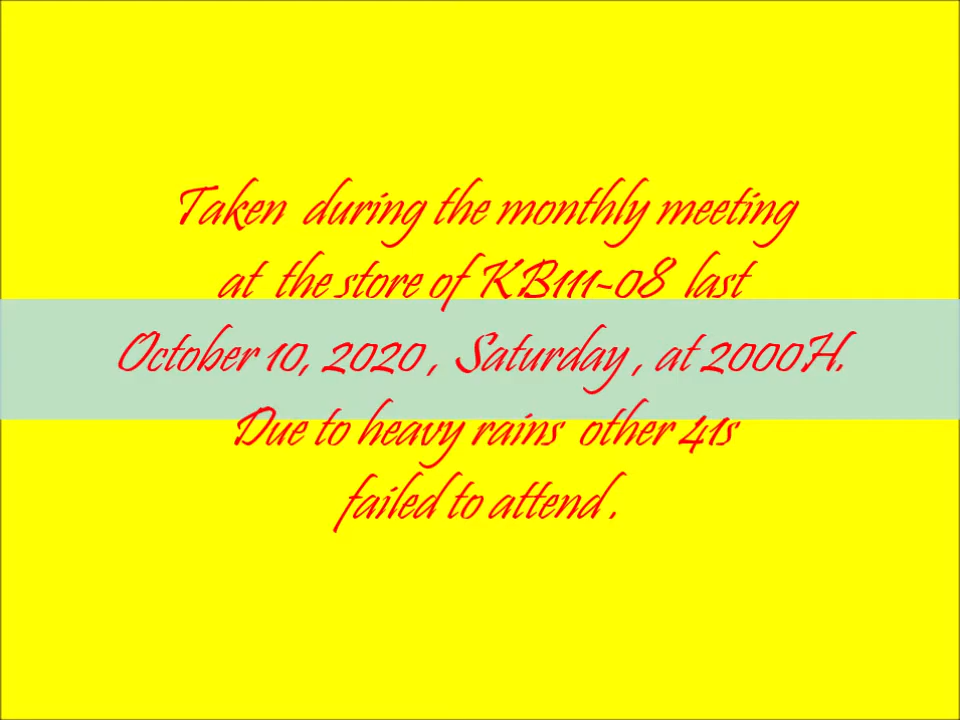 Taken during the monthly meeting
at the store of KB111-08 last
October 10, 2020 , Saturday , at 2000H.
Due to heavy rains other 41s
failed to attend .